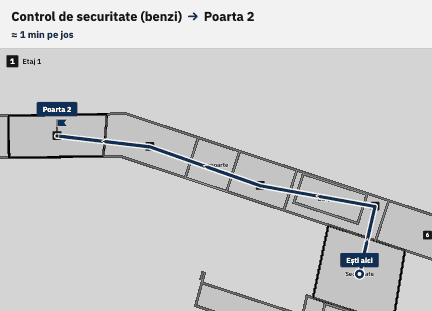 Control de securitate (benzi) → Poarta 2
≈ 1 min pe jos
1 Etaj 1
Poarta 2
6
Ești aici